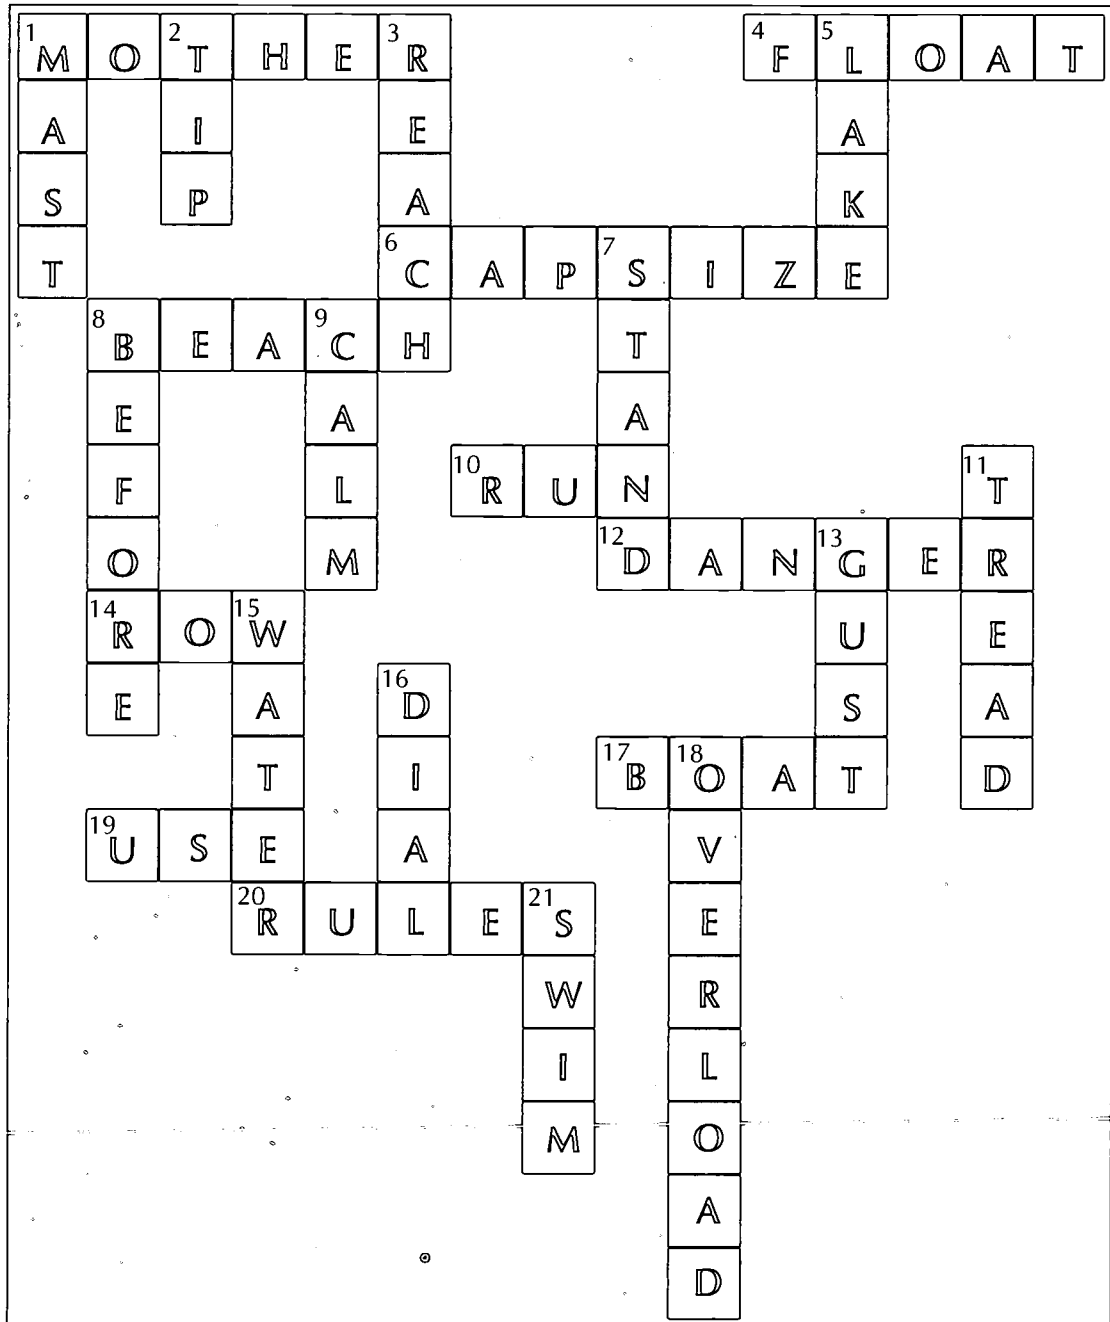 1 M O 2 T H E 3 R 4 F 5 L O A T
A I E A
S P A K
T 6 C A P 7 S I Z E
8 B E A 9 C H T
E A A
F L 10 R U N 11 T
O M 12 D A N 13 G E R
14 R O 15 W U E
E A 16 D S A
T I 17 B 18 O A T D
19 U S E A V
20 R U L E 21 S E
W R
I L
M O
A
D